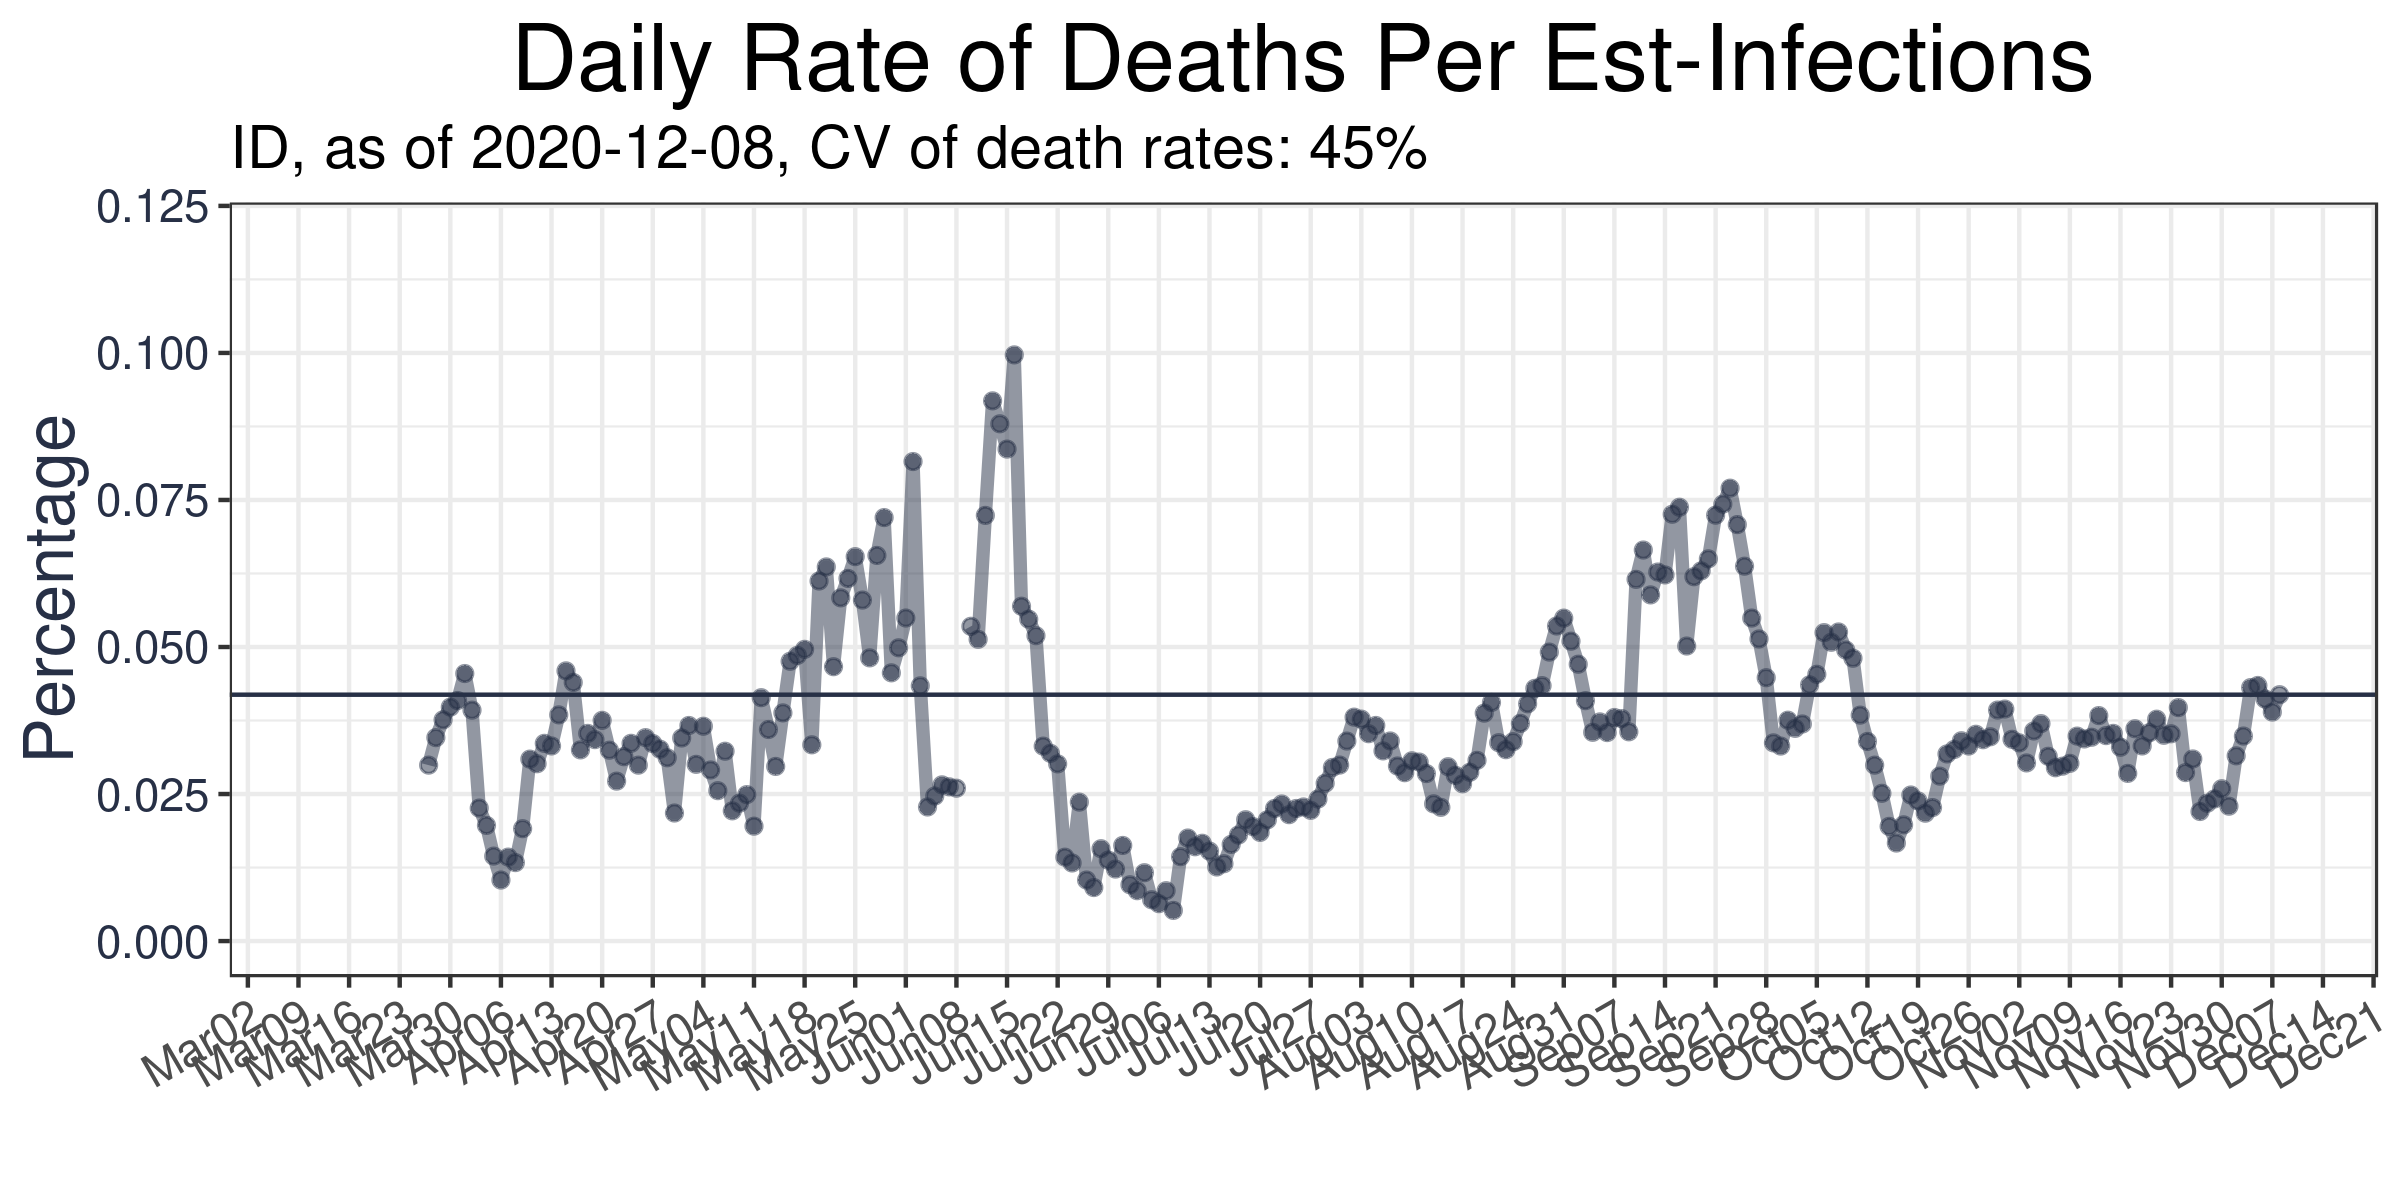 Daily Rate of Deaths Per Est-Infections
ID, as of 2020-12-08, CV of death rates: 45%
Percentage
0.125
0.100
0.075
0.050
0.025
0.000
Mar02
Mar09
Mar16
Mar23
Mar30
Apr06
Apr13
Apr20
Apr27
May04
May11
May18
May25
Jun01
Jun08
Jun15
Jun22
Jun29
Jul06
Jul13
Jul20
Jul27
Aug03
Aug10
Aug17
Aug24
Aug31
Sep07
Sep14
Sep21
Sep28
Oct05
Oct12
Oct19
Oct26
Nov02
Nov09
Nov16
Nov23
Nov30
Dec07
Dec14
Dec21